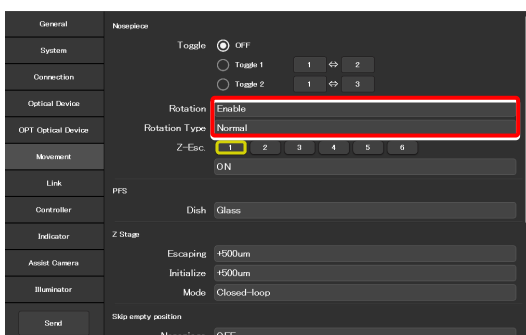 General
System
Connection
Optical Device
OPT Optical Device
Movement
Link
Controller
Indicator
Assist Camera
Illuminator
Send
Nosepiece
Toggle OFF
Toggle 1 1 ⇔ 2
Toggle 2 1 ⇔ 3
Rotation Enable
Rotation Type Normal
Z-Esc. 1 2 3 4 5 6
ON
PFS
Dish Glass
Z Stage
Escaping +500um
Initialize +500um
Mode Closed-loop
Skip empty position
Nosepiece OFF